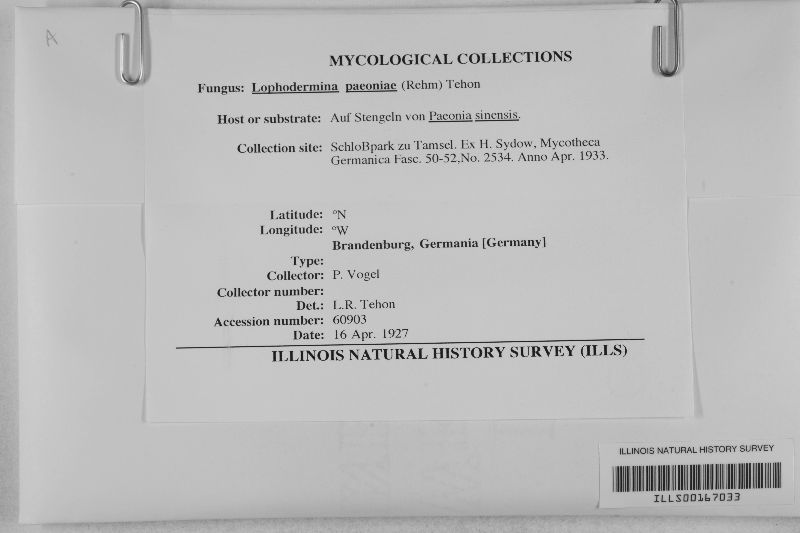 A
MYCOLOGICAL COLLECTIONS
Fungus: Lophodermina paeoniae (Rehm) Tehon
Host or substrate: Auf Stengeln von Paeonia sinensis.
Collection site: Schloßpark zu Tamsel. Ex H. Sydow, Mycotheca
Germanica Fasc. 50-52,No. 2534. Anno Apr. 1933.
Latitude: °N
Longitude: °W
Brandenburg, Germania [Germany]
Type:
Collector: P. Vogel
Collector number:
Det.: L.R. Tehon
Accession number: 60903
Date: 16 Apr. 1927
ILLINOIS NATURAL HISTORY SURVEY (ILLS)
ILLINOIS NATURAL HISTORY SURVEY
ILLS00167033